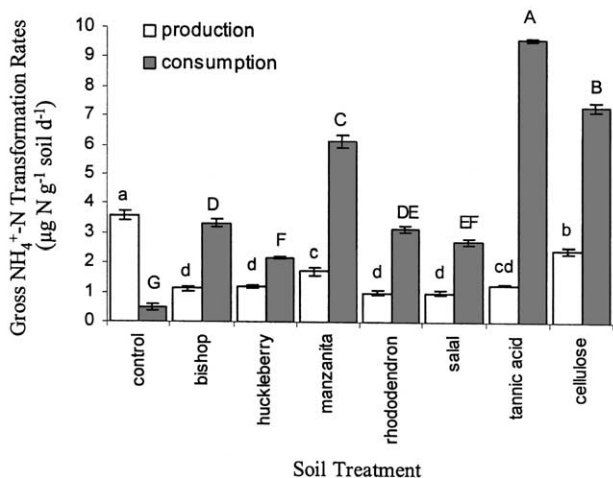 Gross NH₄⁺-N Transformation Rates
(µg N g⁻¹ soil d⁻¹)
10
9
8
7
6
5
4
3
2
1
0
production
consumption
a
G
d
D
d
F
c
C
d
DE
d
EF
cd
A
b
B
control
bishop
huckleberry
manzanita
rhododendron
salal
tannic acid
cellulose
Soil Treatment